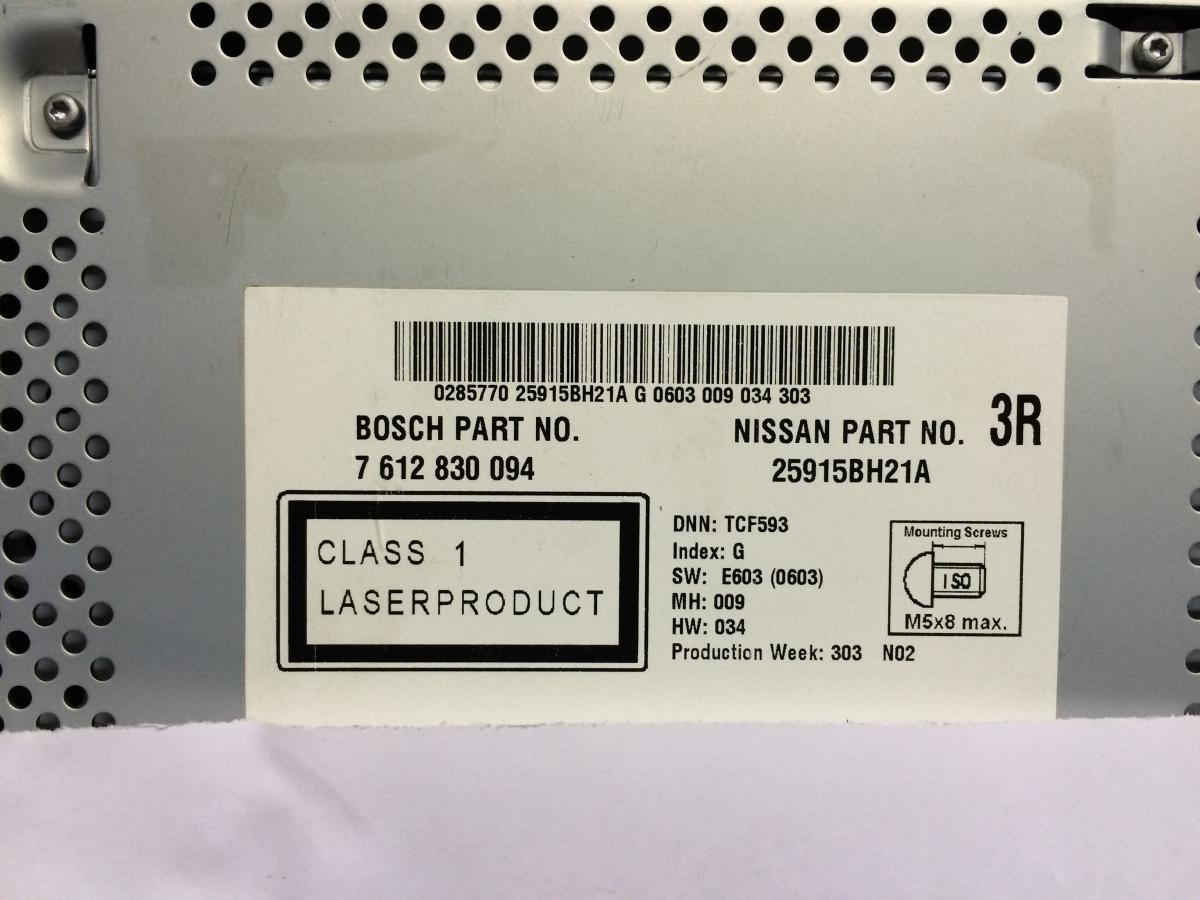 0285770 25915BH21A G 0603 009 034 303
BOSCH PART NO.
7 612 830 094
NISSAN PART NO. 3R
25915BH21A
CLASS 1
LASERPRODUCT
DNN: TCF593
Index: G
SW: E603 (0603)
MH: 009
HW: 034
Production Week: 303 N02
Mounting Screws
ISO
M5x8 max.